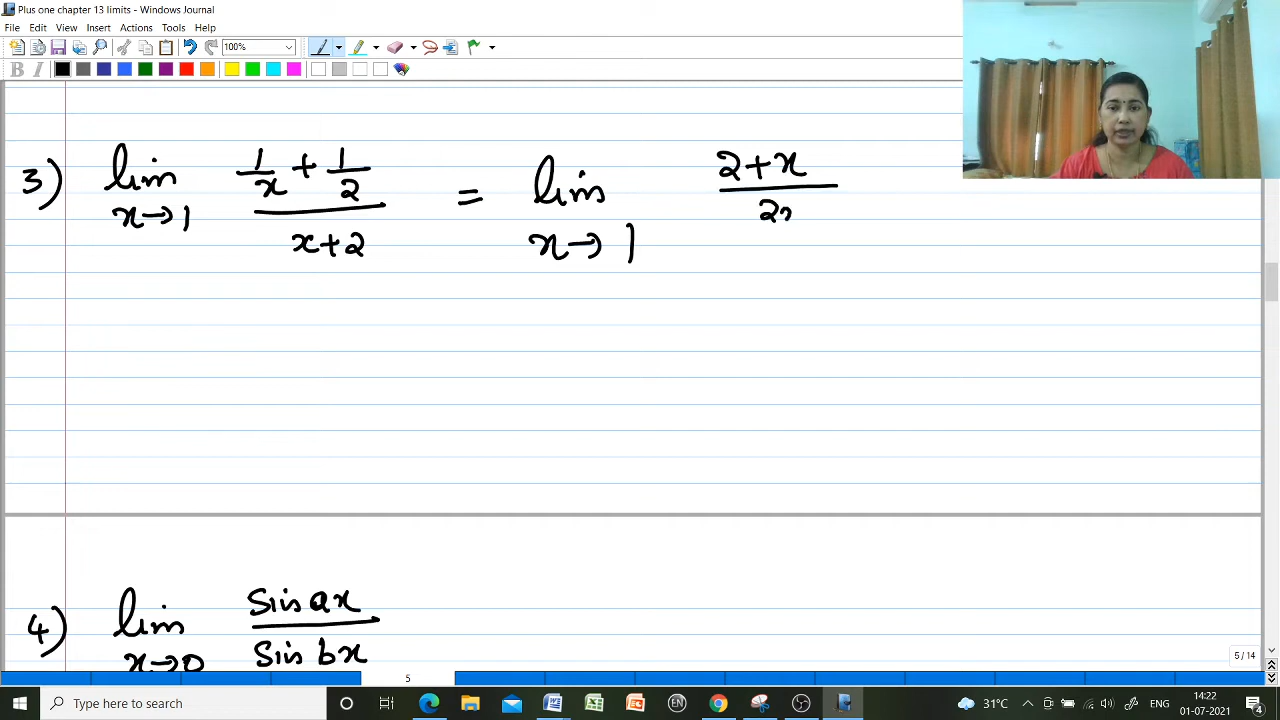 Plus one chapter 13 limits - Windows Journal
File Edit View Insert Actions Tools Help
100%
B I
3) lim x→1 (1/x + 1/2) / (x+2) = lim x→1 (2+x) / 2x
4) lim x→0 sin ax / sin bx
5 / 14
5
Type here to search
31°C ENG 14:22
01-07-2021